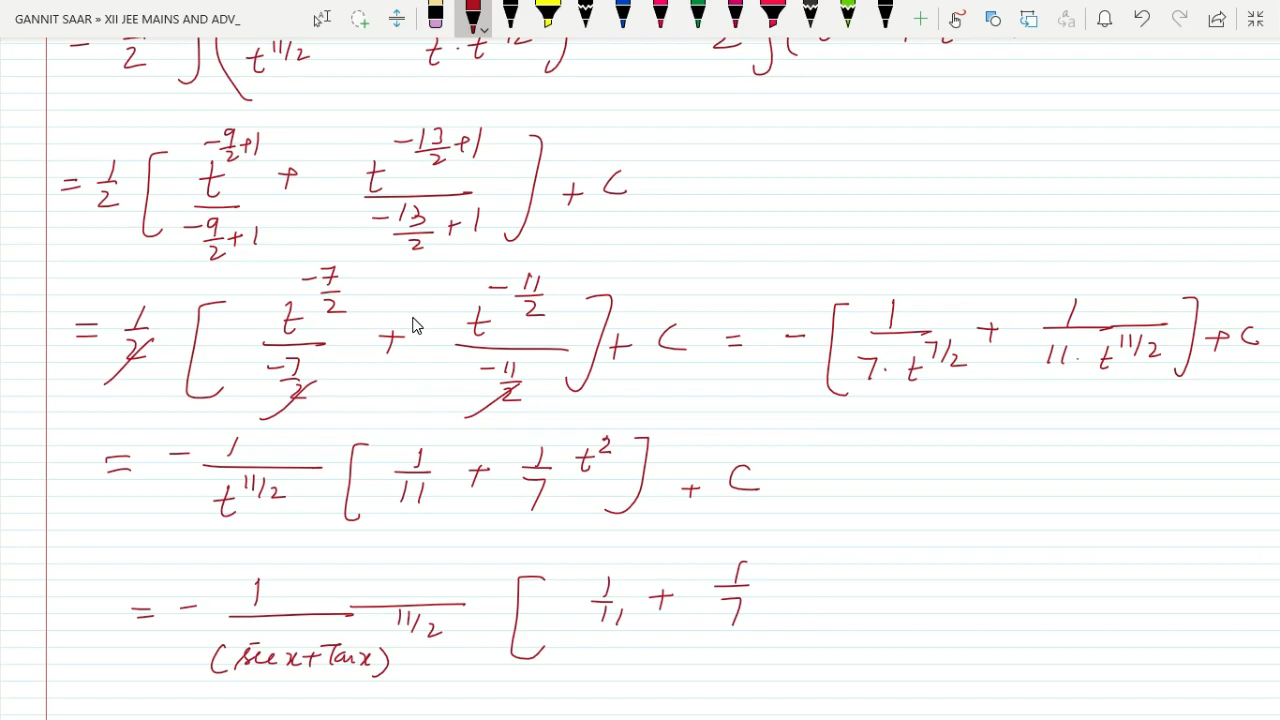 GANNIT SAAR » XII JEE MAINS AND ADV_
= 1/2 [ t^(-9/2+1) / (-9/2+1) + t^(-13/2+1) / (-13/2+1) ] + C
= 1/2 [ t^(-7/2) / (-7/2) + t^(-11/2) / (-11/2) ] + C = - [ 1/(7. t^(7/2)) + 1/(11. t^(11/2)) ] + C
= - 1/t^(11/2) [ 1/11 + 1/7 t^2 ] + C
= - 1/(sec x + Tan x)^(11/2) [ 1/11 + 1/7